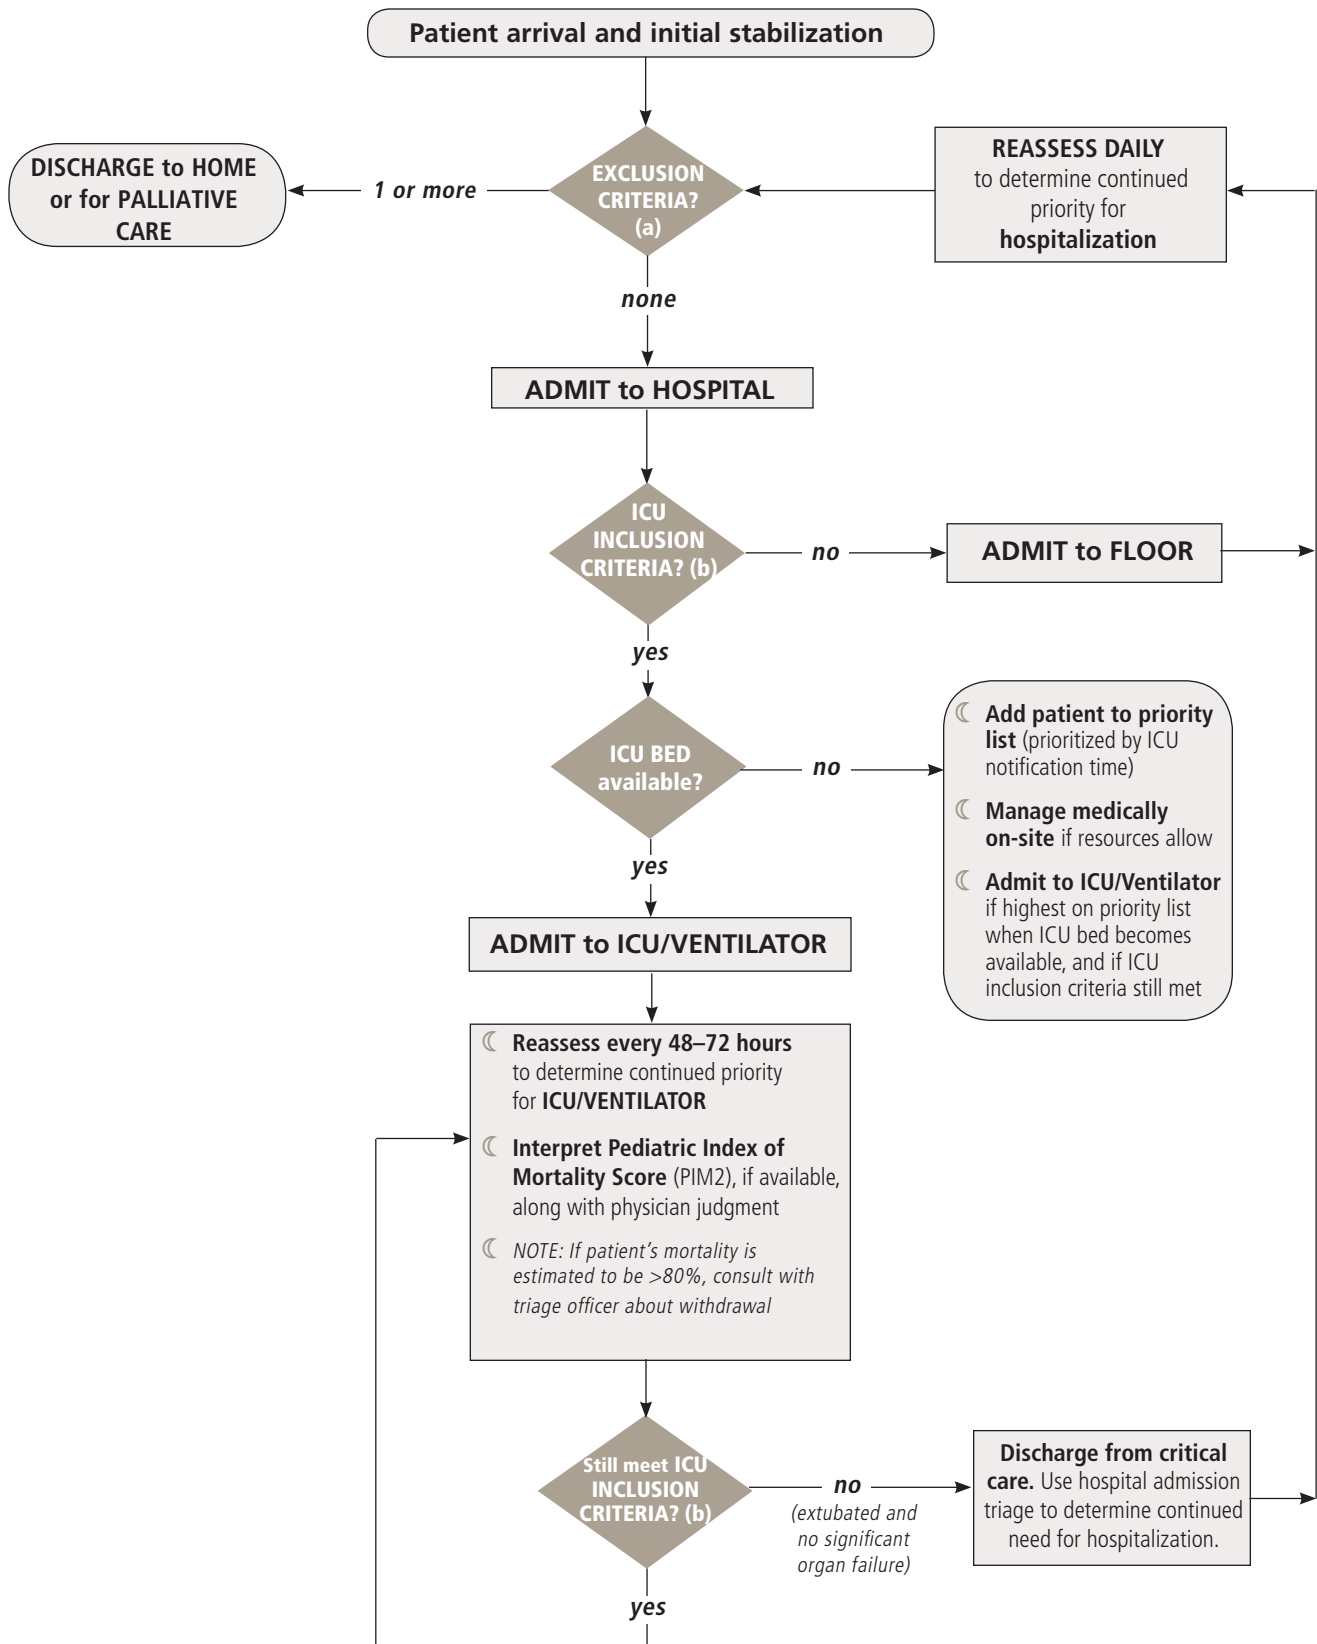 Patient arrival and initial stabilization
EXCLUSION
CRITERIA?
(a)
1 or more
DISCHARGE to HOME
or for PALLIATIVE
CARE
REASSESS DAILY
to determine continued
priority for
hospitalization
none
ADMIT to HOSPITAL
ICU
INCLUSION
CRITERIA? (b)
no
ADMIT to FLOOR
yes
ICU BED
available?
no
Add patient to priority
list (prioritized by ICU
notification time)
Manage medically
on-site if resources allow
Admit to ICU/Ventilator
if highest on priority list
when ICU bed becomes
available, and if ICU
inclusion criteria still met
yes
ADMIT to ICU/VENTILATOR
Reassess every 48–72 hours
to determine continued priority
for ICU/VENTILATOR
Interpret Pediatric Index of
Mortality Score (PIM2), if available,
along with physician judgment
NOTE: If patient's mortality is
estimated to be >80%, consult with
triage officer about withdrawal
Still meet ICU
INCLUSION
CRITERIA? (b)
no
(extubated and
no significant
organ failure)
Discharge from critical
care. Use hospital admission
triage to determine continued
need for hospitalization.
yes